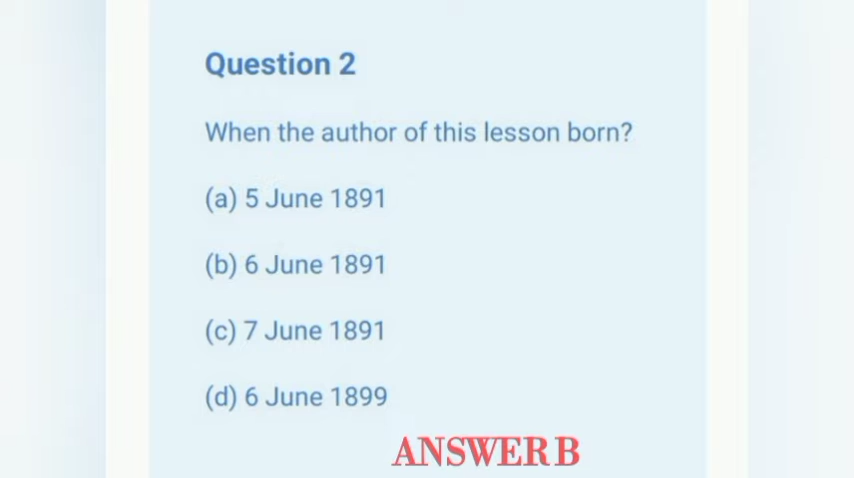 Question 2
When the author of this lesson born?
(a) 5 June 1891
(b) 6 June 1891
(c) 7 June 1891
(d) 6 June 1899
ANSWER B